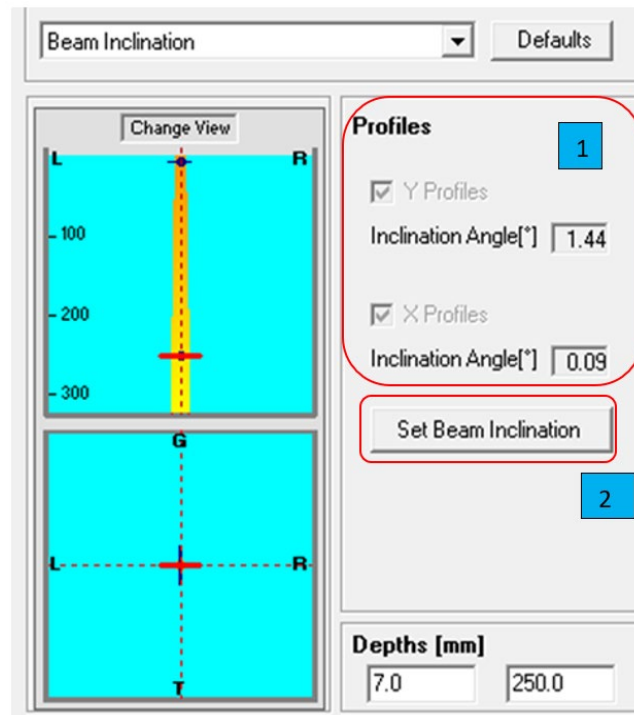 Beam Inclination
Defaults
Change View
L R
- 100
- 200
- 300
G
L R
T
Profiles
1
Y Profiles
Inclination Angle[°] 1.44
X Profiles
Inclination Angle[°] 0.09
Set Beam Inclination
2
Depths [mm]
7.0 250.0